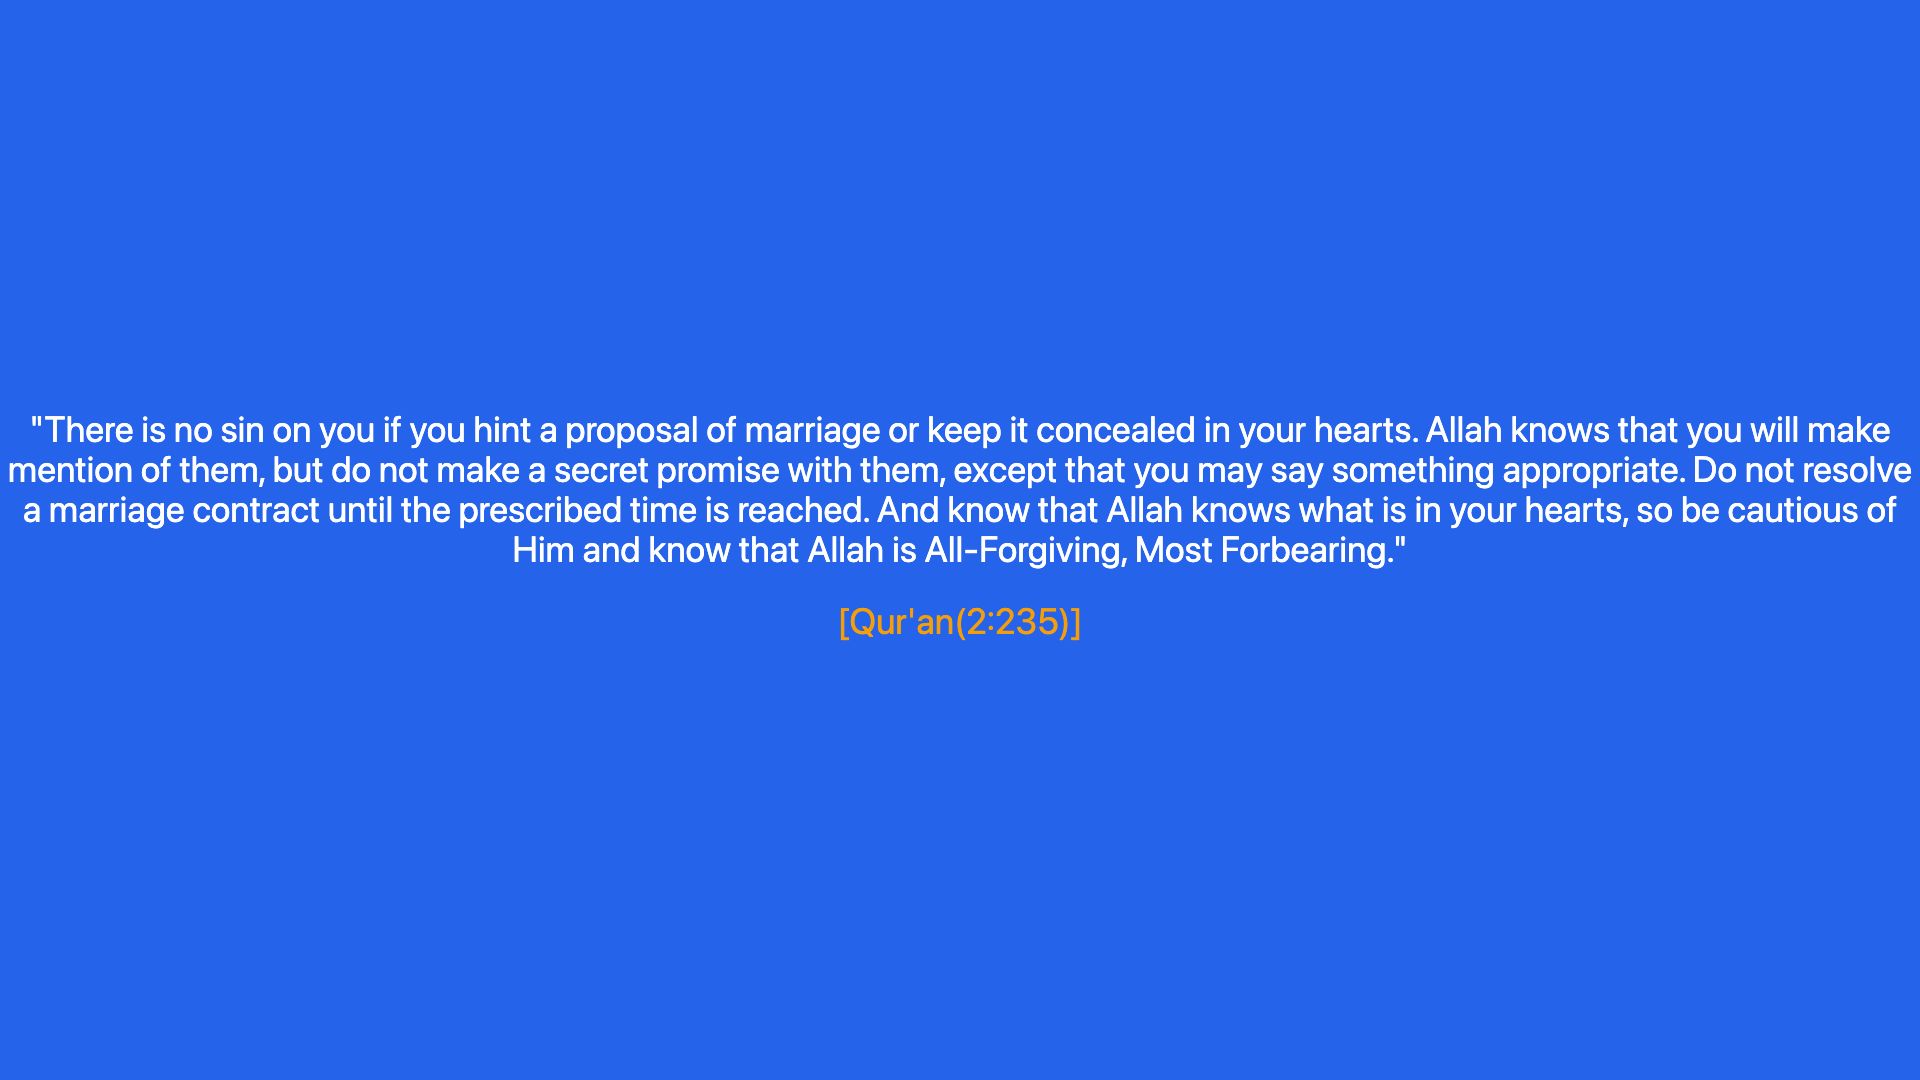 "There is no sin on you if you hint a proposal of marriage or keep it concealed in your hearts. Allah knows that you will make
mention of them, but do not make a secret promise with them, except that you may say something appropriate. Do not resolve
a marriage contract until the prescribed time is reached. And know that Allah knows what is in your hearts, so be cautious of
Him and know that Allah is All-Forgiving, Most Forbearing."
[Qur'an(2:235)]